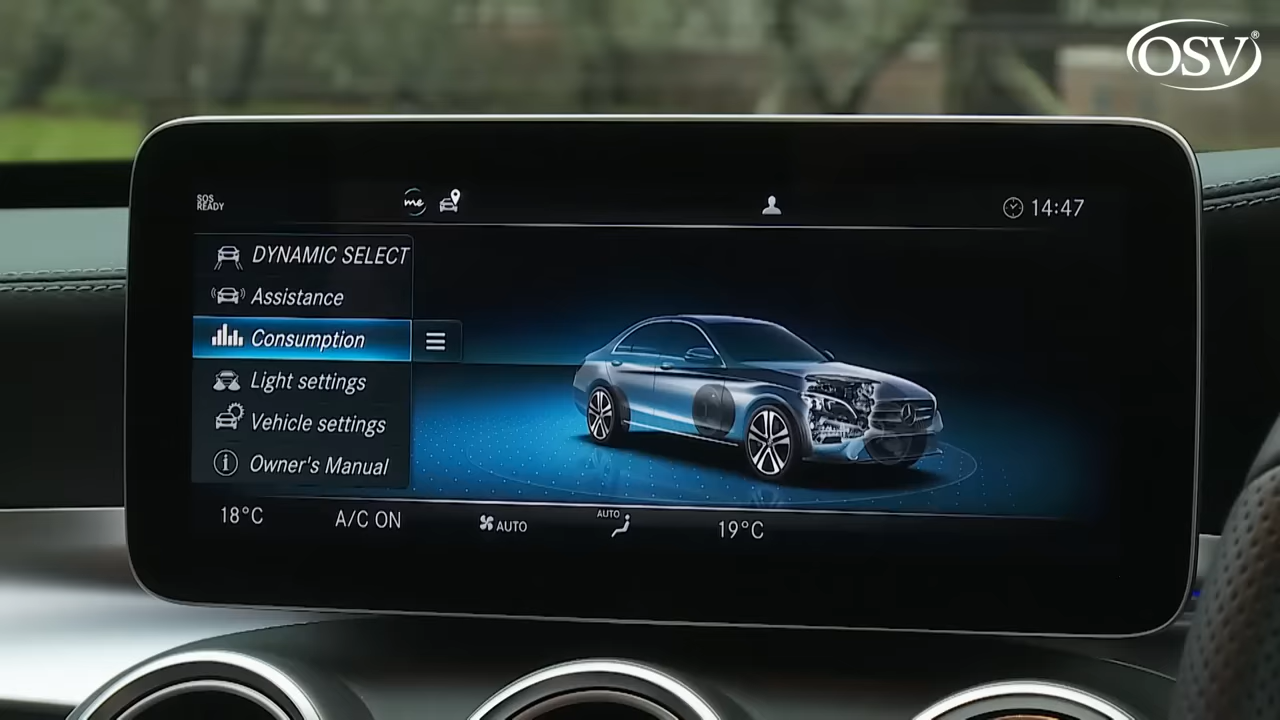 OSV®
SOS
READY
me
14:47
DYNAMIC SELECT
Assistance
Consumption
Light settings
Vehicle settings
Owner's Manual
18°C
A/C ON
AUTO
AUTO
19°C